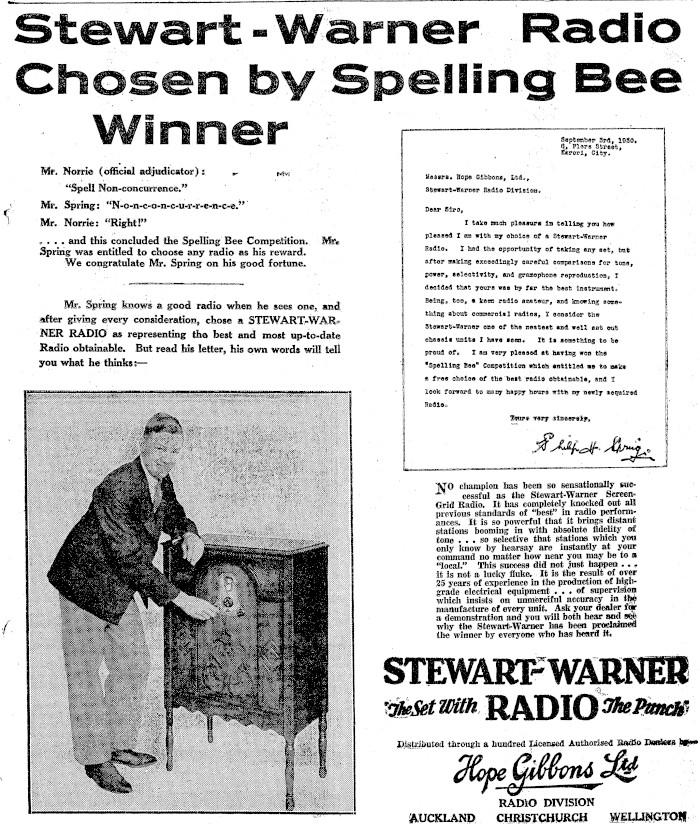 Stewart-Warner Radio
Chosen by Spelling Bee
Winner
Mr. Norrie (official adjudicator) :
"Spell Non-concurrence."
Mr. Spring: "N-o-n-c-o-n-c-u-r-r-e-n-c-e."
Mr. Norrie: "Right!"
. . . . and this concluded the Spelling Bee Competition. Mr.
Spring was entitled to choose any radio as his reward.
We congratulate Mr. Spring on his good fortune.
Mr. Spring knows a good radio when he sees one, and
after giving every consideration, chose a STEWART-WAR-
NER RADIO as representing the best and most up-to-date
Radio obtainable. But read his letter, his own words will tell
you what he thinks:—
September 3rd, 1930.
6, Flers Street,
Karori, City.
Messrs. Hope Gibbons, Ltd.,
Stewart-Warner Radio Division.
Dear Sirs,
I take much pleasure in telling you how
pleased I am with my choice of a Stewart-Warner
Radio. I had the opportunity of taking any set, but
after making exceedingly careful comparisons for tone,
power, selectivity, and gramophone reproduction, I
decided yours was by far the best instrument.
Being, too, a keen radio amateur, and knowing some-
thing about commercial radios, I consider the
Stewart-Warner one of the neatest and well set out
chassis units I have seen. It is something to be
proud of. I am very pleased at having won the
"Spelling Bee" Competition which entitled me to make
a free choice of the best radio obtainable, and I
look forward to many happy hours with my newly acquired
Radio.
Yours very sincerely,
Philip H. Spring.
NO champion has been so sensationally suc-
cessful as the Stewart-Warner Screen-
Grid Radio. It has completely knocked out all
previous standards of "best" in radio perform-
ances. It is so powerful that it brings distant
stations booming in with absolute fidelity of
tone . . . so selective that stations which you
only know by hearsay are instantly at your
command no matter how near you may be to a
"local." This success did not just happen . . .
it is not a lucky fluke. It is the result of over
25 years of experience in the production of high-
grade electrical equipment . . . of supervision
which insists on unmerciful accuracy in the
manufacture of every unit. Ask your dealer for
a demonstration and you will both hear and see
why the Stewart-Warner has been proclaimed
the winner by everyone who has heard it.
STEWART-WARNER
"The Set With RADIO The Punch"
Distributed through a hundred Licensed Authorised Radio Dealers by—
Hope Gibbons Ltd
RADIO DIVISION
AUCKLAND CHRISTCHURCH WELLINGTON